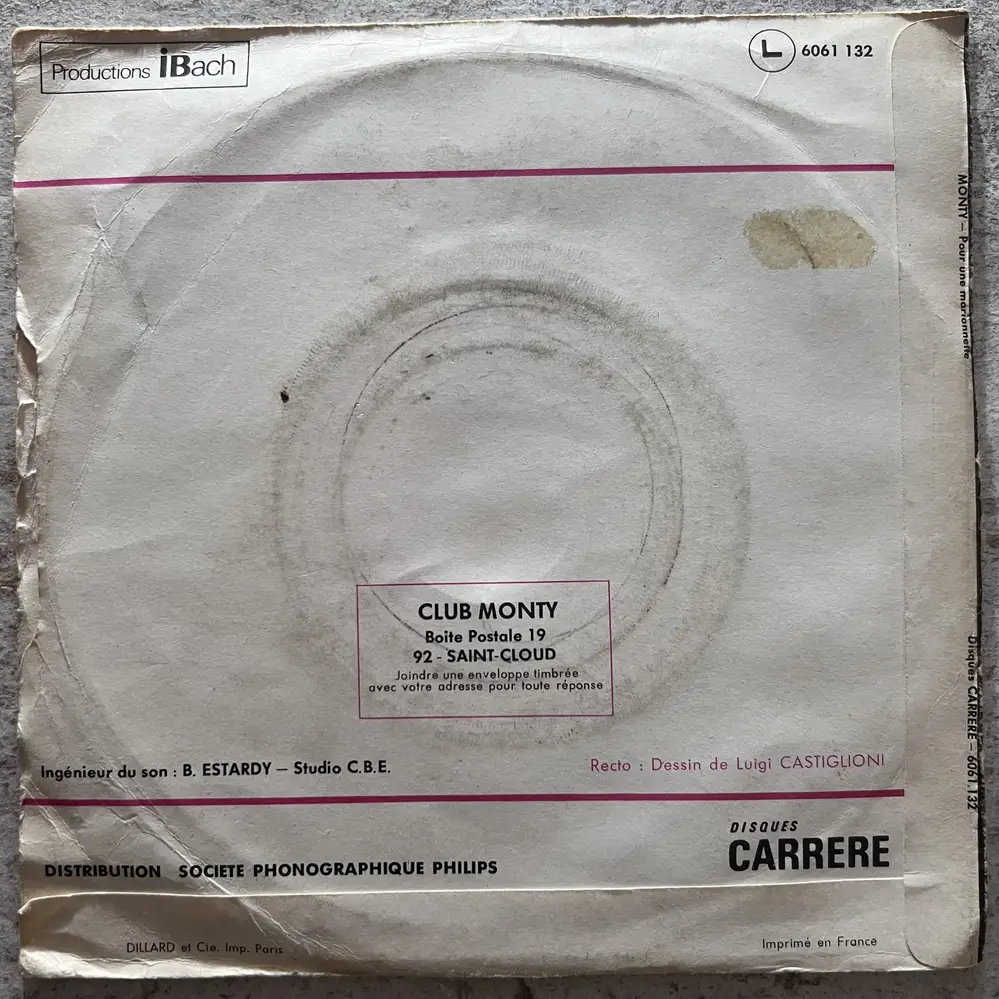 Productions iBach
L 6061 132
MONTY – Pour une marionnette
CLUB MONTY
Boite Postale 19
92 - SAINT-CLOUD
Joindre une enveloppe timbrée
avec votre adresse pour toute réponse
Ingénieur du son : B. ESTARDY – Studio C.B.E.
Recto : Dessin de Luigi CASTIGLIONI
Disques CARRERE – 6061.132
DISQUES
CARRERE
DISTRIBUTION SOCIETE PHONOGRAPHIQUE PHILIPS
DILLARD et Cie. Imp. Paris
Imprimé en France